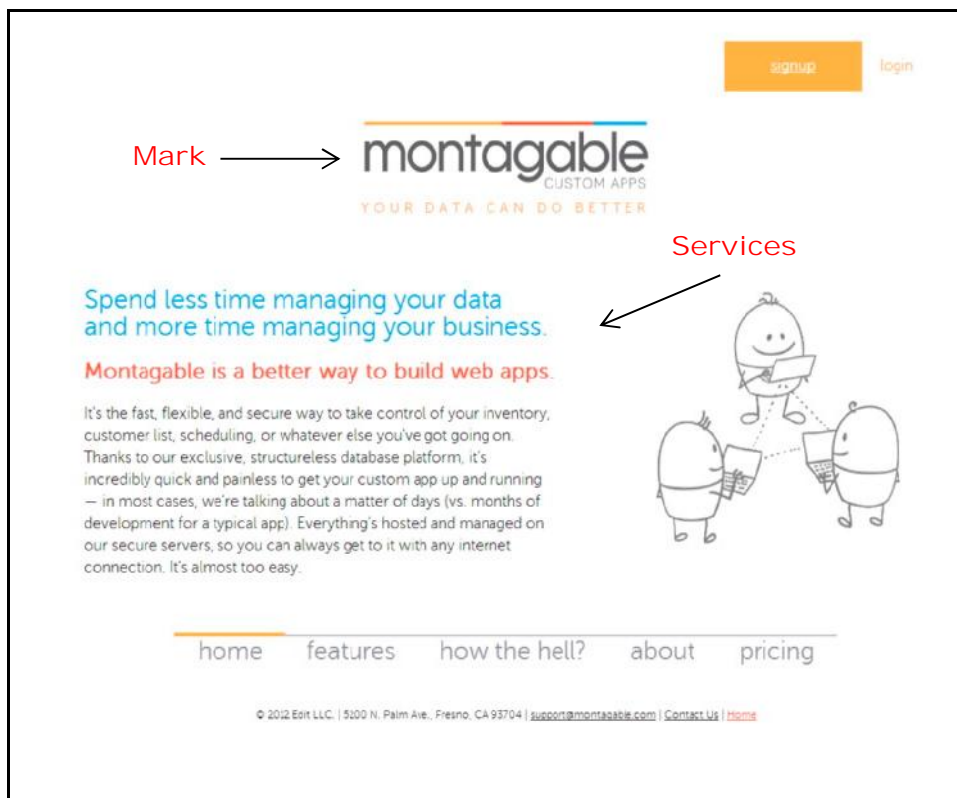 signup login
Mark
montagable
CUSTOM APPS
YOUR DATA CAN DO BETTER
Services
Spend less time managing your data
and more time managing your business.
Montagable is a better way to build web apps.
It's the fast, flexible, and secure way to take control of your inventory,
customer list, scheduling, or whatever else you've got going on.
Thanks to our exclusive, structureless database platform, it's
incredibly quick and painless to get your custom app up and running
— in most cases, we're talking about a matter of days (vs. months of
development for a typical app). Everything's hosted and managed on
our secure servers, so you can always get to it with any internet
connection. It's almost too easy.
home features how the hell? about pricing
© 2012 Edit LLC. | 5200 N. Palm Ave., Fresno, CA 93704 | support@montagable.com | Contact Us | Home